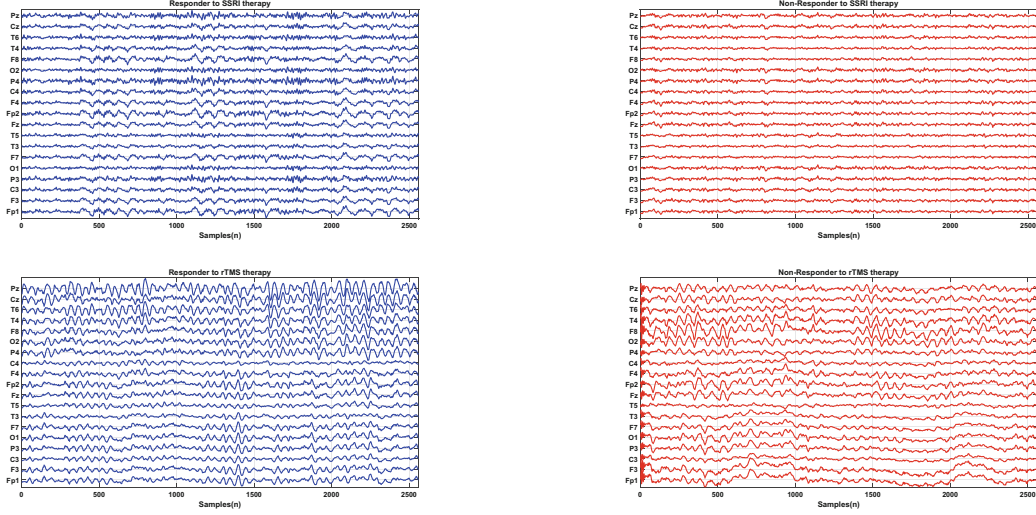 Responder to SSRI therapy
Pz
Cz
T6
T4
F8
O2
P4
C4
F4
Fp2
Fz
T5
T3
F7
O1
P3
C3
F3
Fp1
0 500 1000 1500 2000 2500
Samples(n)
Non-Responder to SSRI therapy
Pz
Cz
T6
T4
F8
O2
P4
C4
F4
Fp2
Fz
T5
T3
F7
O1
P3
C3
F3
Fp1
0 500 1000 1500 2000 2500
Samples(n)
Responder to rTMS therapy
Pz
Cz
T6
T4
F8
O2
P4
C4
F4
Fp2
Fz
T5
T3
F7
O1
P3
C3
F3
Fp1
0 500 1000 1500 2000 2500
Samples(n)
Non-Responder to rTMS therapy
Pz
Cz
T6
T4
F8
O2
P4
C4
F4
Fp2
Fz
T5
T3
F7
O1
P3
C3
F3
Fp1
0 500 1000 1500 2000 2500
Samples(n)